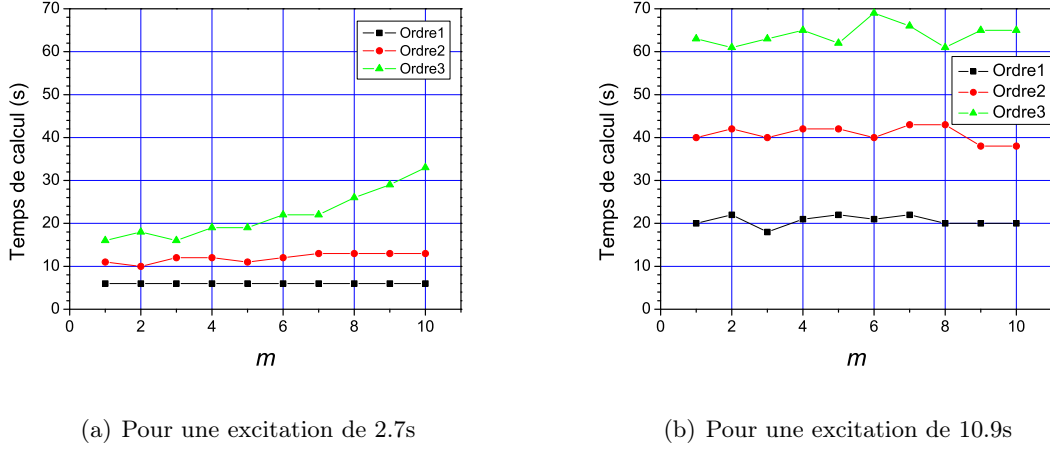 70
60
50
40
30
20
10
0
Temps de calcul (s)
0 2 4 6 8 10
m
Ordre1
Ordre2
Ordre3
(a) Pour une excitation de 2.7s
70
60
50
40
30
20
10
0
Temps de calcul (s)
0 2 4 6 8 10
m
Ordre1
Ordre2
Ordre3
(b) Pour une excitation de 10.9s